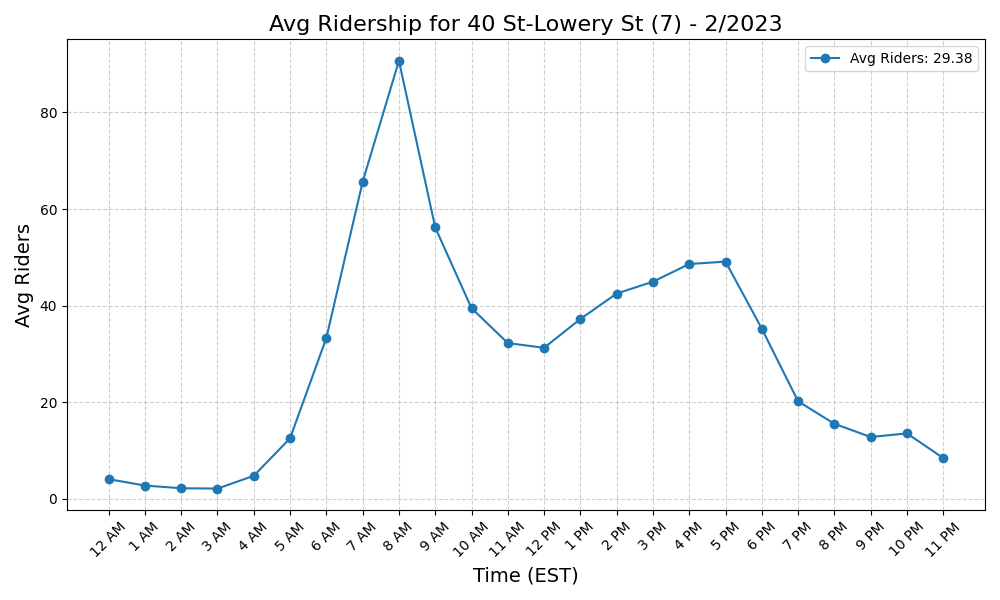 Avg Ridership for 40 St-Lowery St (7) - 2/2023
Avg Riders: 29.38
Avg Riders
80
60
40
20
0
12 AM
1 AM
2 AM
3 AM
4 AM
5 AM
6 AM
7 AM
8 AM
9 AM
10 AM
11 AM
12 PM
1 PM
2 PM
3 PM
4 PM
5 PM
6 PM
7 PM
8 PM
9 PM
10 PM
11 PM
Time (EST)